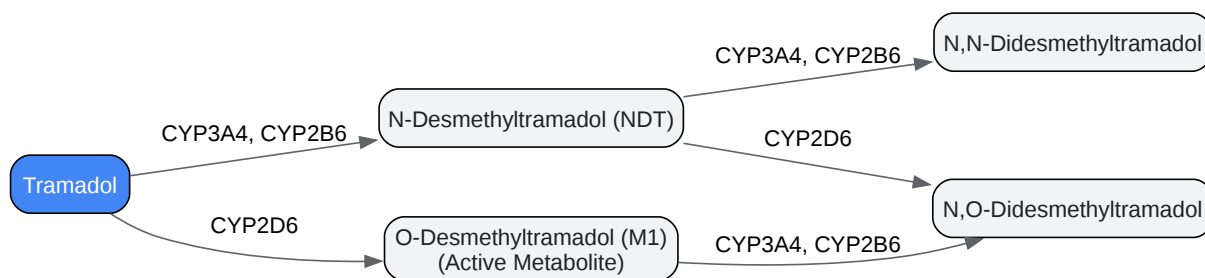 N,N-Didesmethyltramadol
CYP3A4, CYP2B6
N-Desmethyltramadol (NDT)
CYP3A4, CYP2B6
CYP2D6
Tramadol
N,O-Didesmethyltramadol
CYP2D6
O-Desmethyltramadol (M1)
(Active Metabolite)
CYP3A4, CYP2B6